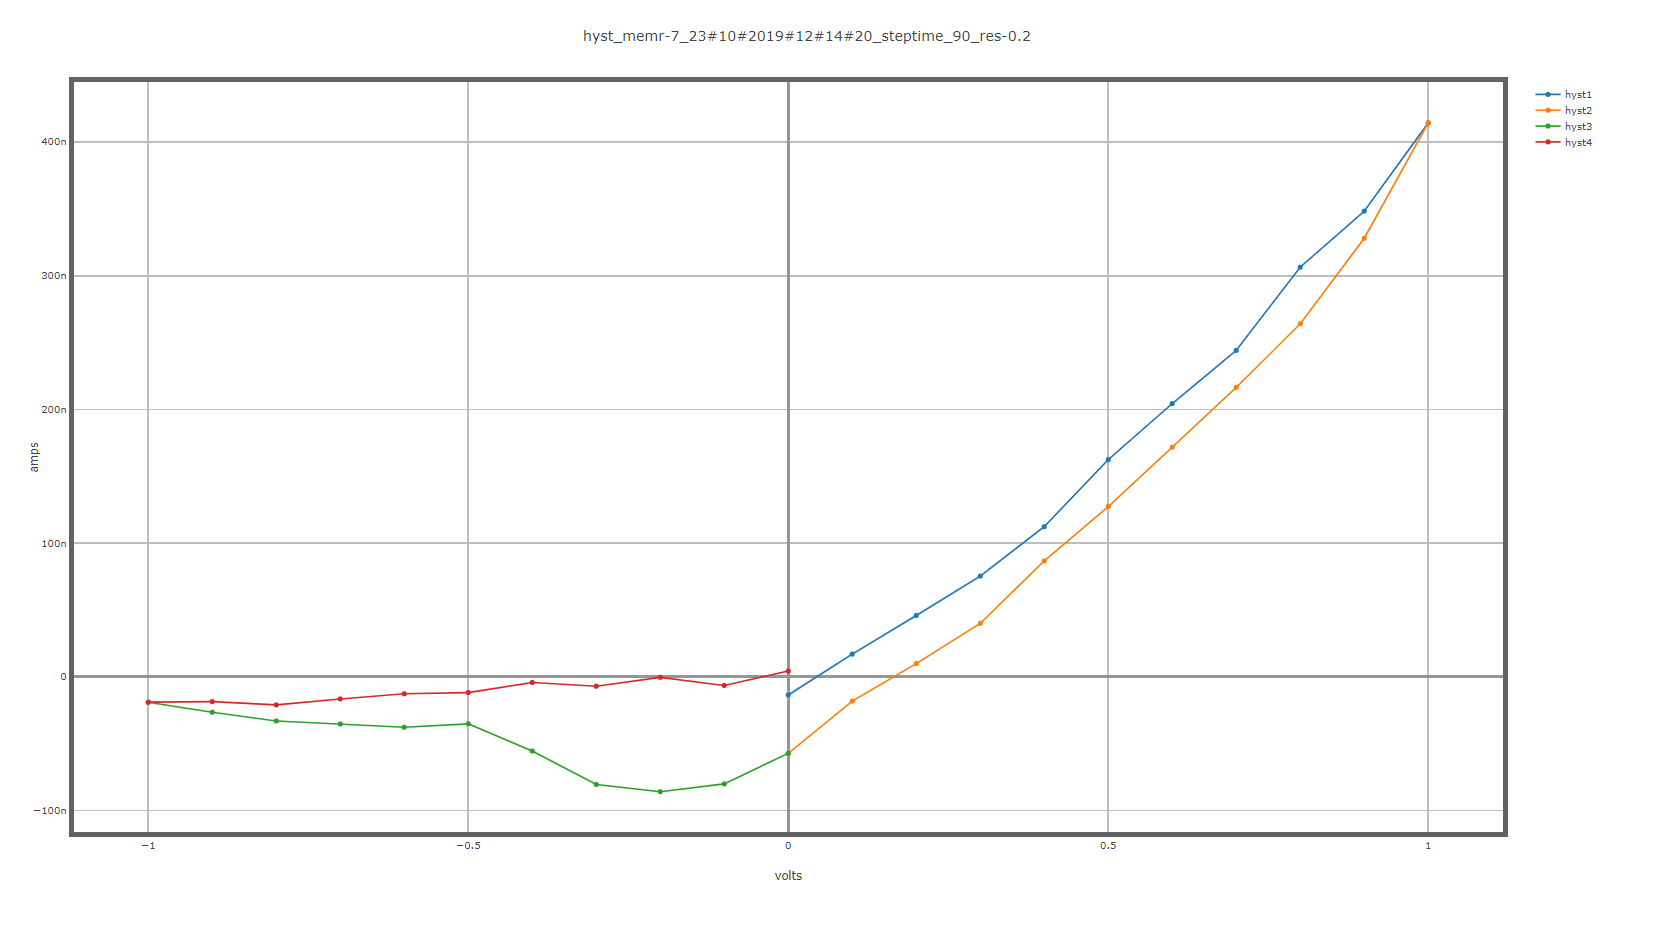 hyst_memr-7_23#10#2019#12#14#20_steptime_90_res-0.2
hyst1
hyst2
hyst3
hyst4
400n
300n
200n
100n
0
−100n
amps
−1
−0.5
0
0.5
1
volts